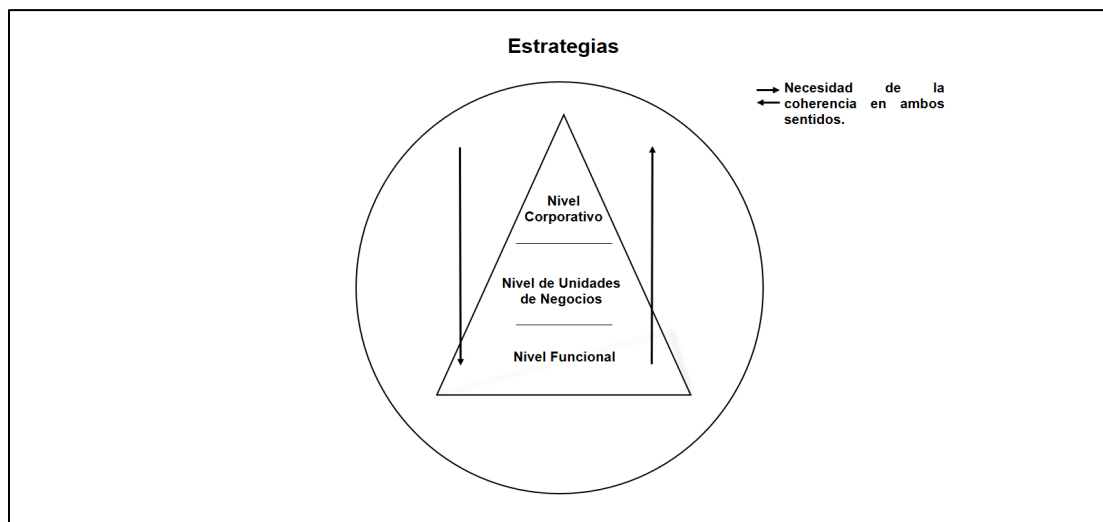 Estrategias
Necesidad de la
coherencia en ambos
sentidos.
Nivel
Corporativo
Nivel de Unidades
de Negocios
Nivel Funcional